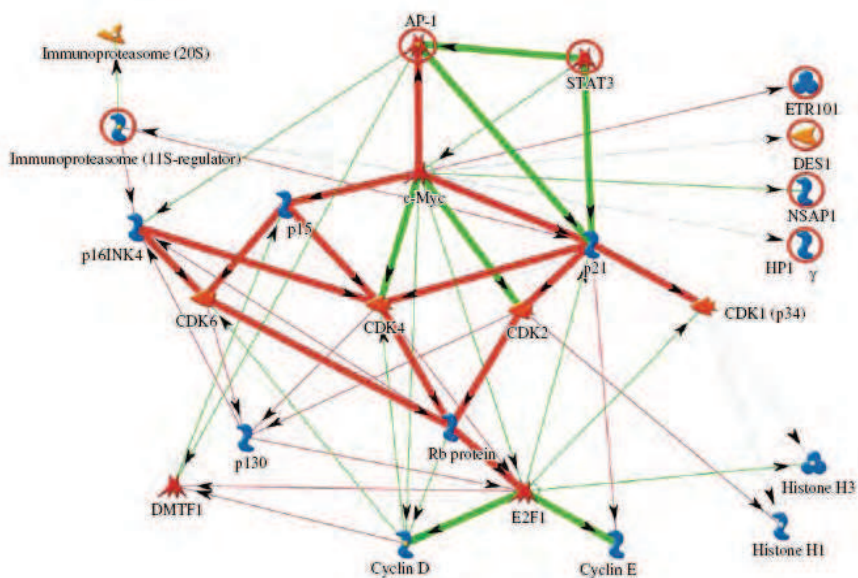 AP-1
Immunoproteasome (20S)
STAT3
ETR101
Immunoproteasome (11S-regulator)
DES1
c-Myc
NSAP1
p15
p16INK4
p21
HP1 γ
CDK6
CDK4
CDK2
CDK1 (p34)
p130
Rb protein
Histone H3
DMTF1
E2F1
Histone H1
Cyclin D
Cyclin E